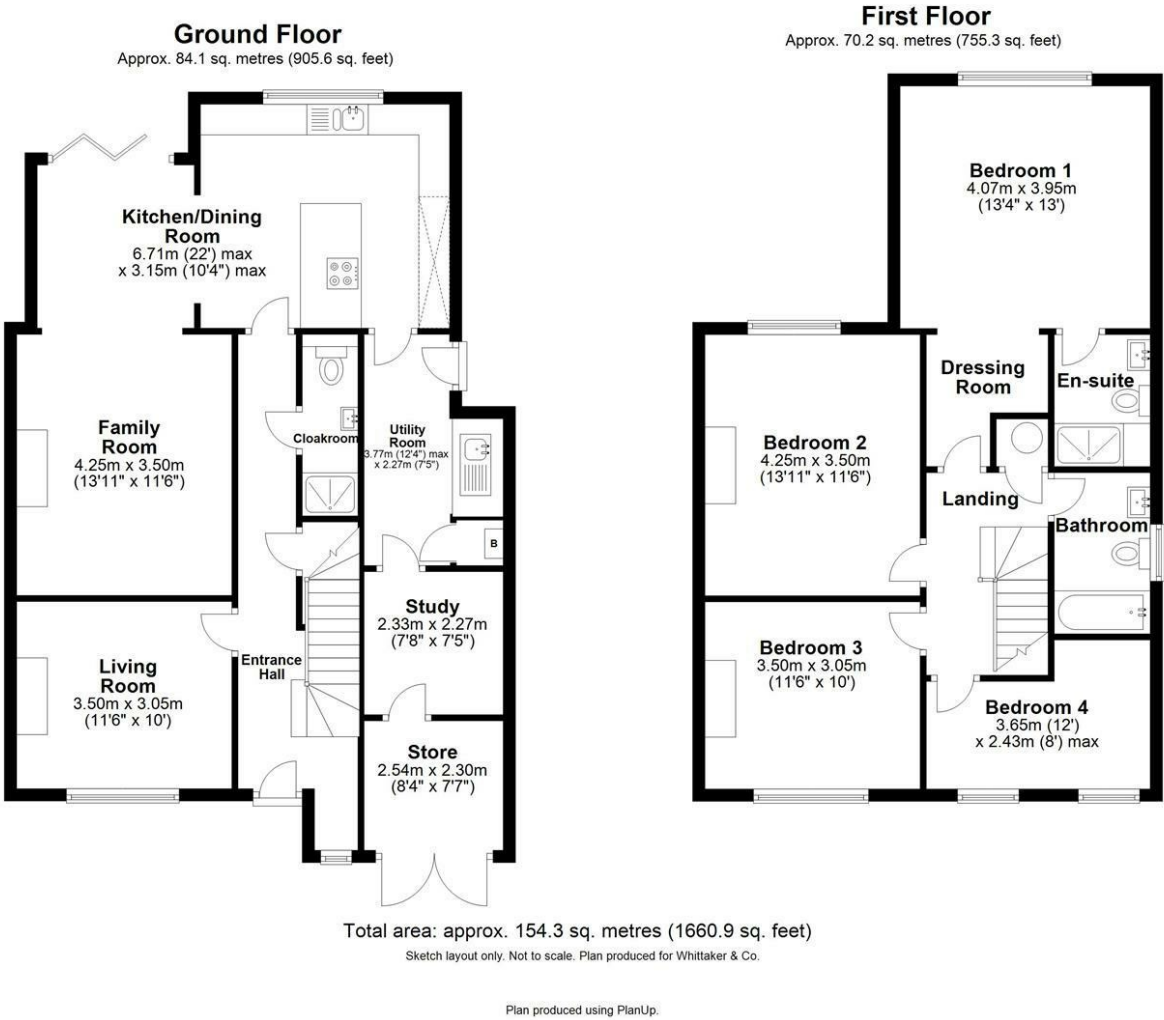 Ground Floor
Approx. 84.1 sq. metres (905.6 sq. feet)
Kitchen/Dining
Room
6.71m (22') max
x 3.15m (10'4") max
Family
Room
4.25m x 3.50m
(13'11" x 11'6")
Cloakroom
Utility
Room
3.77m (12'4") max
x 2.27m (7'5")
B
Study
2.33m x 2.27m
(7'8" x 7'5")
Living
Room
3.50m x 3.05m
(11'6" x 10')
Entrance
Hall
Store
2.54m x 2.30m
(8'4" x 7'7")
First Floor
Approx. 70.2 sq. metres (755.3 sq. feet)
Bedroom 1
4.07m x 3.95m
(13'4" x 13')
Dressing
Room
En-suite
Bedroom 2
4.25m x 3.50m
(13'11" x 11'6")
Landing
Bathroom
Bedroom 3
3.50m x 3.05m
(11'6" x 10')
Bedroom 4
3.65m (12')
x 2.43m (8') max
Total area: approx. 154.3 sq. metres (1660.9 sq. feet)
Sketch layout only. Not to scale. Plan produced for Whittaker & Co.
Plan produced using PlanUp.